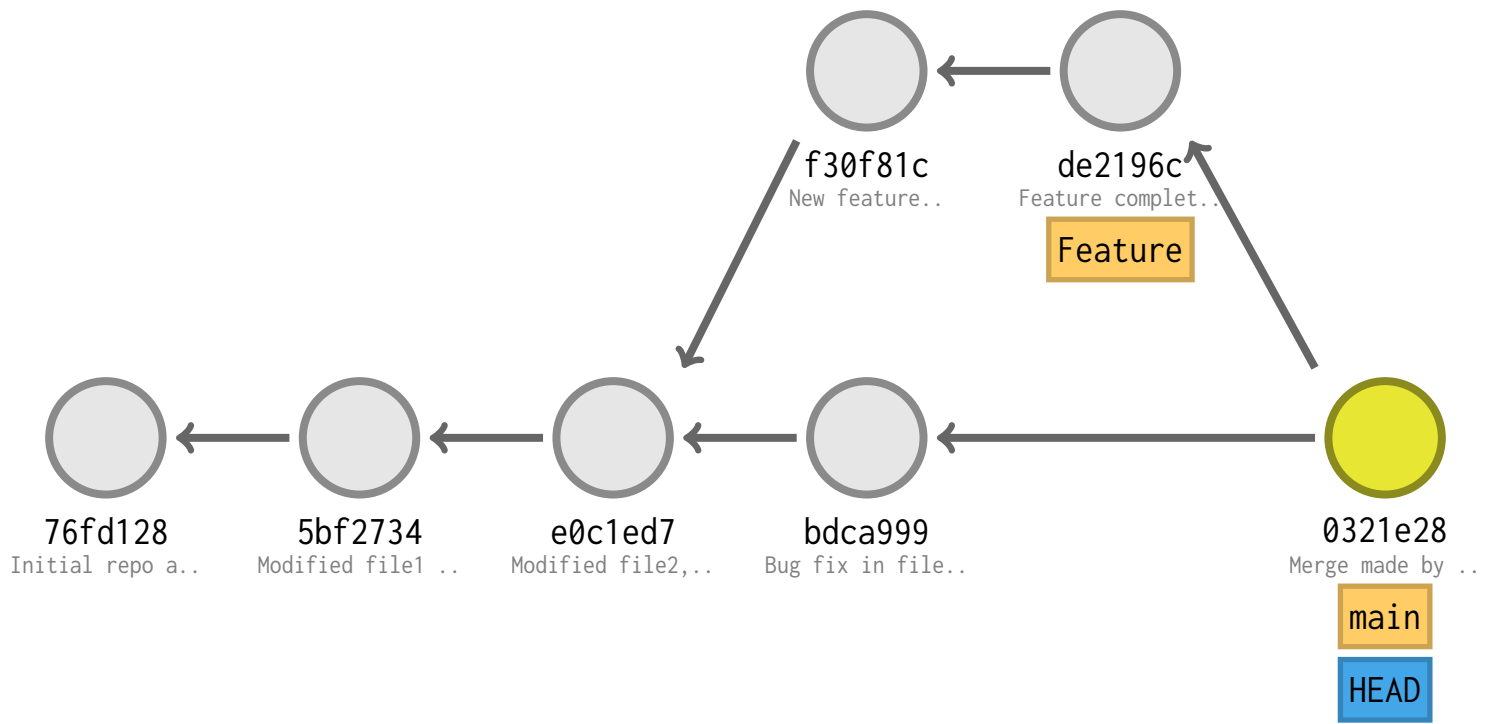 f30f81c
New feature..
de2196c
Feature complet..
Feature
76fd128
Initial repo a..
5bf2734
Modified file1 ..
e0c1ed7
Modified file2,..
bdca999
Bug fix in file..
0321e28
Merge made by ..
main
HEAD